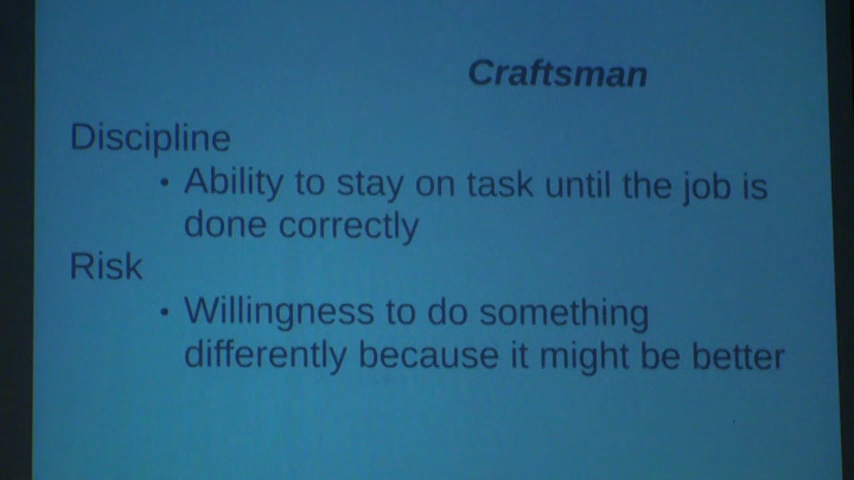 Craftsman
Discipline
• Ability to stay on task until the job is
done correctly
Risk
• Willingness to do something
differently because it might be better